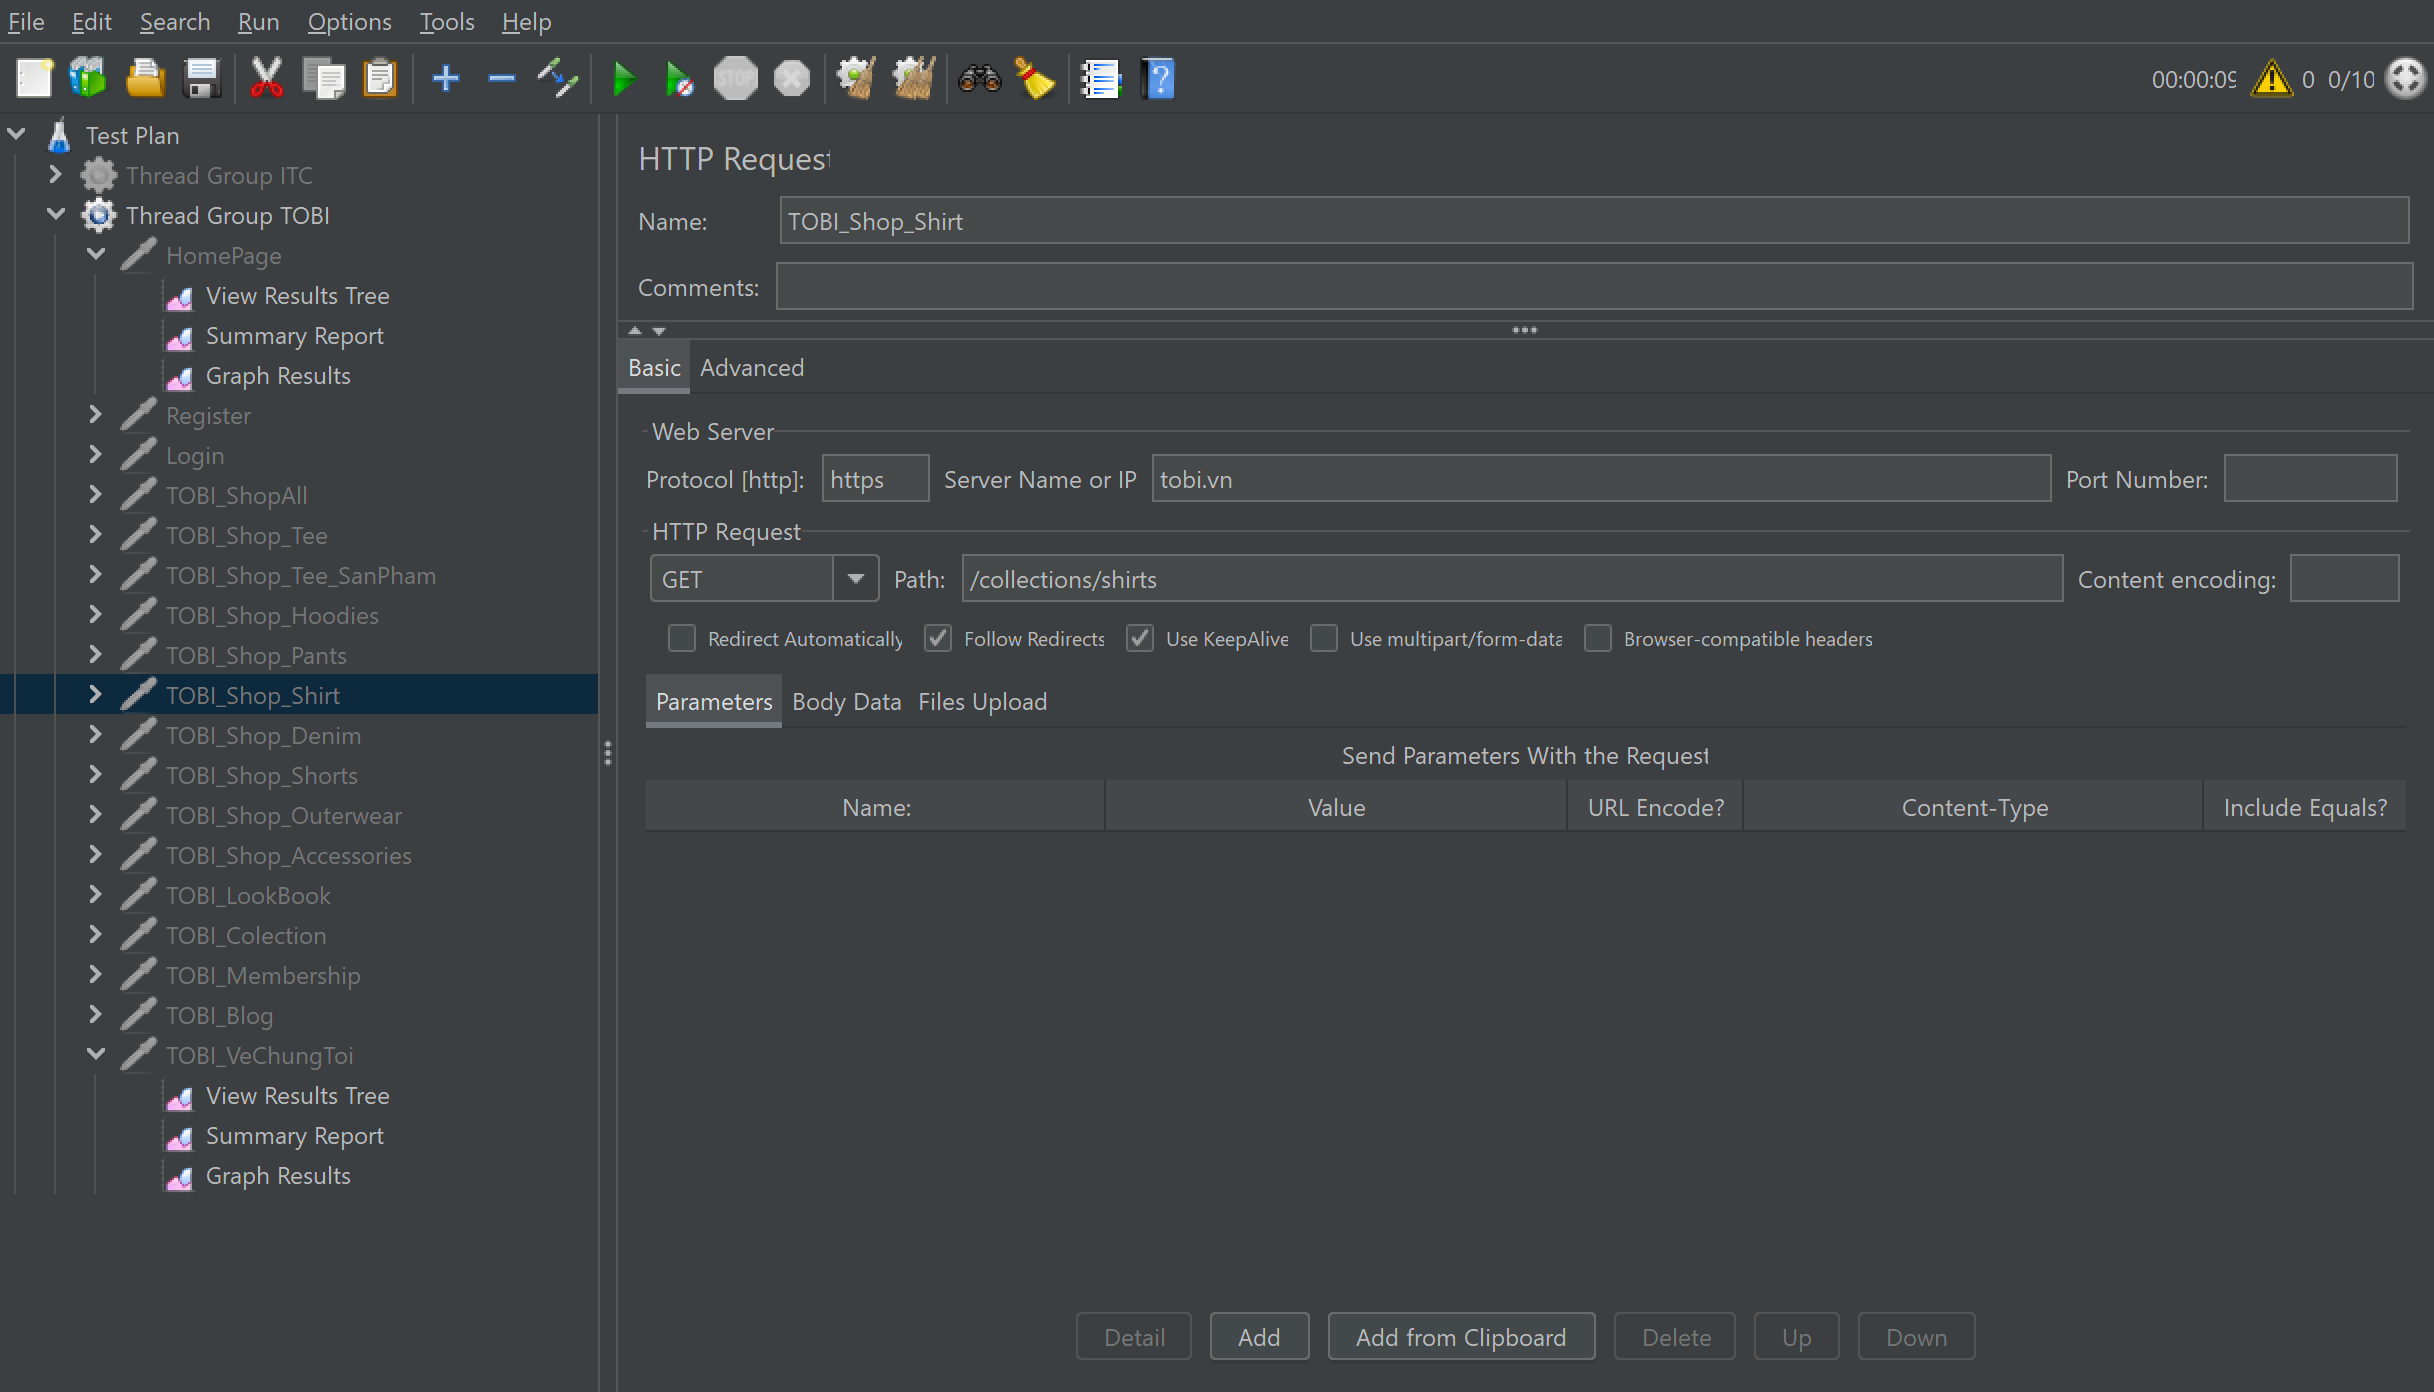 File Edit Search Run Options Tools Help
STOP
00:00:09 0 0/10
Test Plan
Thread Group ITC
Thread Group TOBI
HomePage
View Results Tree
Summary Report
Graph Results
Register
Login
TOBI_ShopAll
TOBI_Shop_Tee
TOBI_Shop_Tee_SanPham
TOBI_Shop_Hoodies
TOBI_Shop_Pants
TOBI_Shop_Shirt
TOBI_Shop_Denim
TOBI_Shop_Shorts
TOBI_Shop_Outerwear
TOBI_Shop_Accessories
TOBI_LookBook
TOBI_Colection
TOBI_Membership
TOBI_Blog
TOBI_VeChungToi
View Results Tree
Summary Report
Graph Results
HTTP Request
Name: TOBI_Shop_Shirt
Comments:
Basic Advanced
Web Server
Protocol [http]: https Server Name or IP tobi.vn Port Number:
HTTP Request
GET Path: /collections/shirts Content encoding:
Redirect Automatically Follow Redirects Use KeepAlive Use multipart/form-data Browser-compatible headers
Parameters Body Data Files Upload
Send Parameters With the Request
Name: Value URL Encode? Content-Type Include Equals?
Detail Add Add from Clipboard Delete Up Down